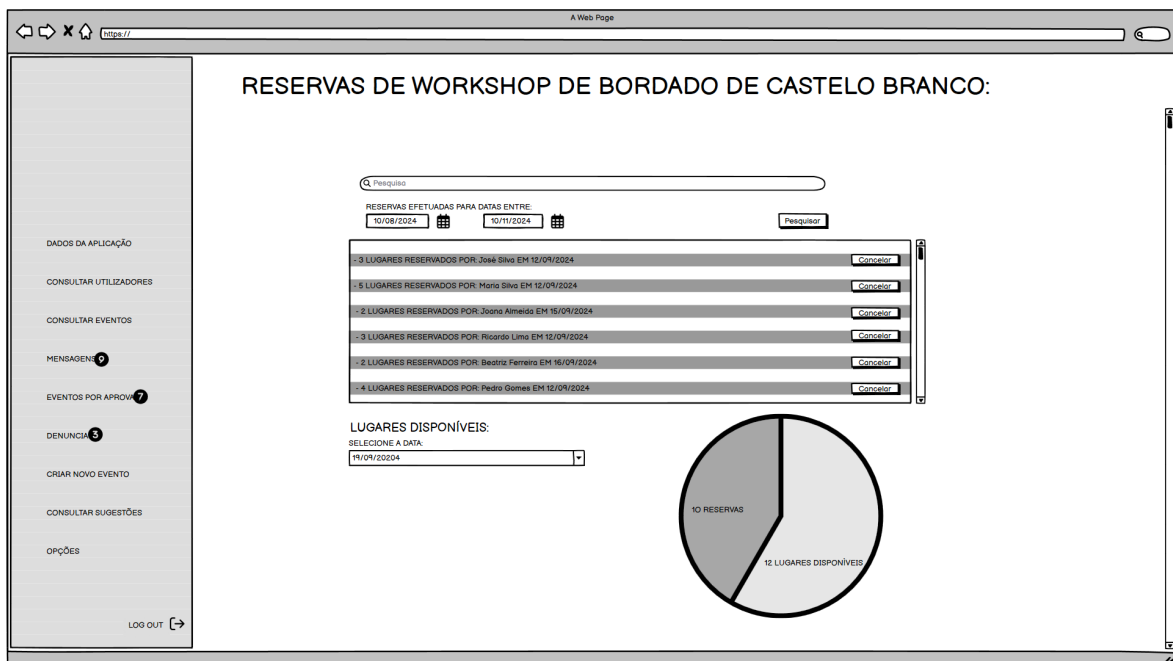 A Web Page
https://
RESERVAS DE WORKSHOP DE BORDADO DE CASTELO BRANCO:
DADOS DA APLICAÇÃO
CONSULTAR UTILIZADORES
CONSULTAR EVENTOS
MENSAGENS 9
EVENTOS POR APROVA 7
DENUNCIA 3
CRIAR NOVO EVENTO
CONSULTAR SUGESTÕES
OPÇÕES
LOG OUT
Pesquisa
RESERVAS EFETUADAS PARA DATAS ENTRE:
10/08/2024 10/11/2024 Pesquisar
- 3 LUGARES RESERVADOS POR: José Silva EM 12/09/2024 Cancelar
- 5 LUGARES RESERVADOS POR: Maria Silva EM 12/09/2024 Cancelar
- 2 LUGARES RESERVADOS POR: Joana Almeida EM 15/09/2024 Cancelar
- 3 LUGARES RESERVADOS POR: Ricardo Lima EM 12/09/2024 Cancelar
- 2 LUGARES RESERVADOS POR: Beatriz Ferreira EM 16/09/2024 Cancelar
- 4 LUGARES RESERVADOS POR: Pedro Gomes EM 12/09/2024 Cancelar
LUGARES DISPONÍVEIS:
SELECIONE A DATA:
19/09/20204
10 RESERVAS
12 LUGARES DISPONÍVEIS